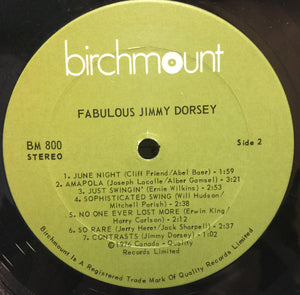 birchmount
FABULOUS JIMMY DORSEY
BM 800
STEREO
Side 2
1. JUNE NIGHT (Cliff Friend/Abel Baer) - 1:59
2. AMAPOLA (Joseph Lacalle/Alber Gamsel) - 3:21
3. JUST SWINGIN' (Ernie Wilkins) - 2:53
4. SOPHISTICATED SWING (Will Hudson/
Mitchell Parish) - 2:38
5. NO ONE EVER LOST MORE (Erwin King/
Harry Carlson) - 2:12
6. SO RARE (Jerry Herst/Jack Sharpell) - 2:30
7. CONTRASTS (Jimmy Dorsey) - 1:02
℗ 1976 Canada - Quality
Records Limited
Birchmount Is A Registered Trade Mark Of Quality Records Limited.